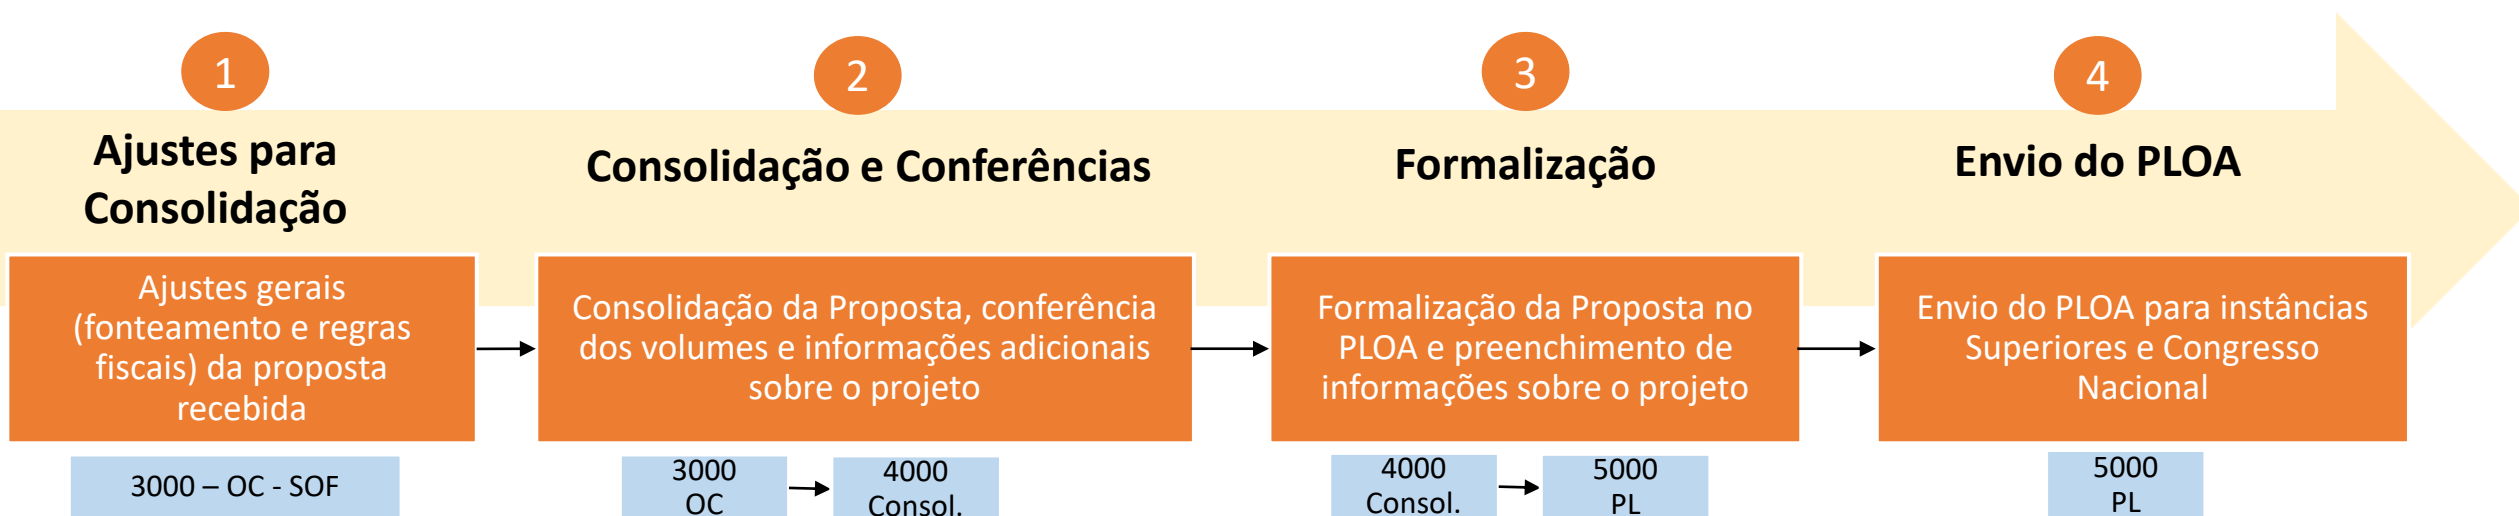 1
Ajustes para
Consolidação
Ajustes gerais
(fonteamento e regras
fiscais) da proposta
recebida
3000 – OC - SOF
2
Consolidação e Conferências
Consolidação da Proposta, conferência
dos volumes e informações adicionais
sobre o projeto
3000
OC
4000
Consol.
3
Formalização
Formalização da Proposta no
PLOA e preenchimento de
informações sobre o projeto
4000
Consol.
5000
PL
4
Envio do PLOA
Envio do PLOA para instâncias
Superiores e Congresso
Nacional
5000
PL